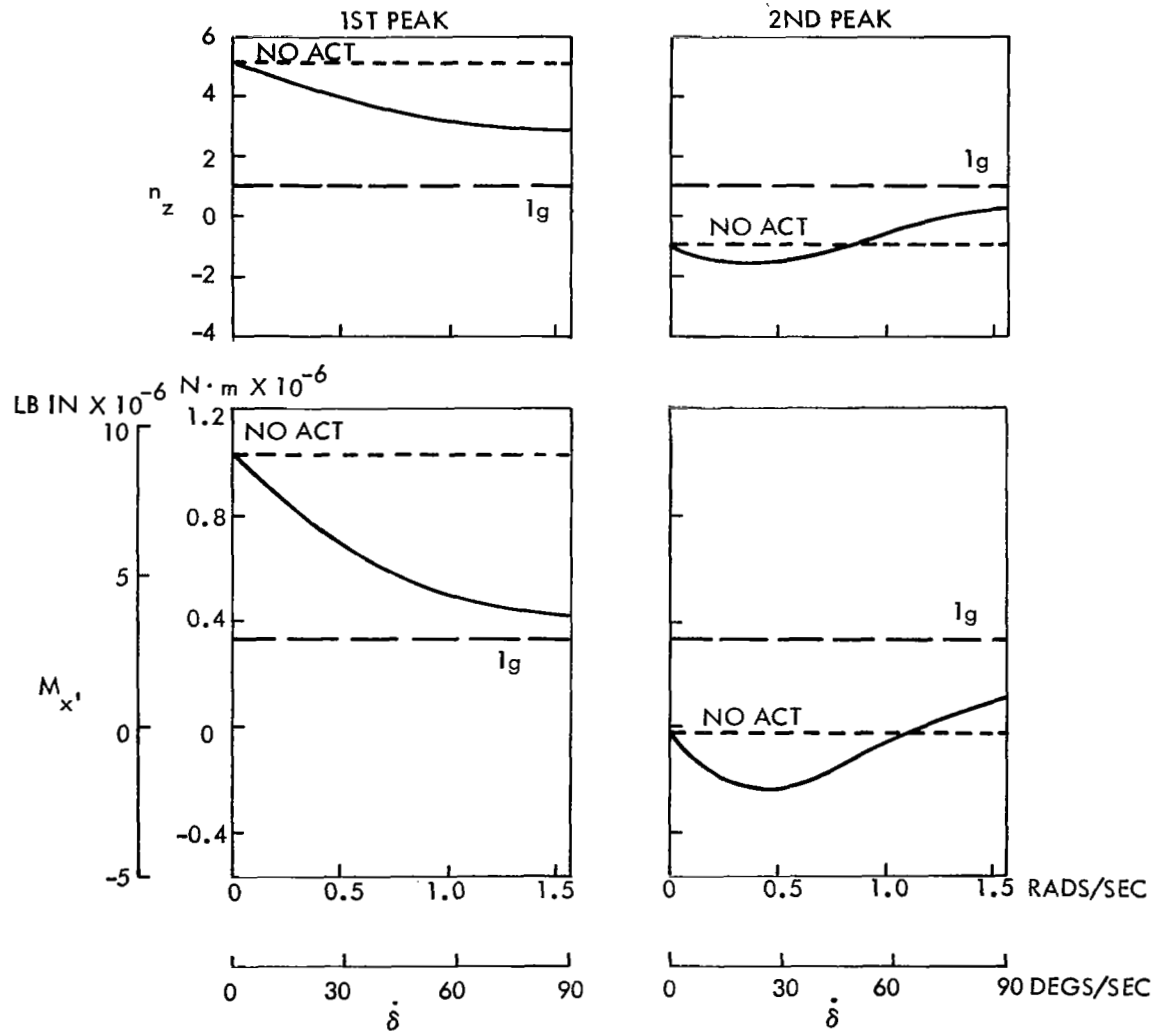 1ST PEAK 2ND PEAK
6
NO ACT
4
2
1g
n_z
0
1g
NO ACT
-2
-4
LB IN X 10^-6 N·m X 10^-6
10
1.2
NO ACT
0.8
5
0.4
1g
1g
M_x'
NO ACT
0
0
-0.4
-5
0 0.5 1.0 1.5
0 0.5 1.0 1.5 RADS/SEC
0 30 60 90
0 30 60 90 DEGS/SEC
δ̇ δ̇